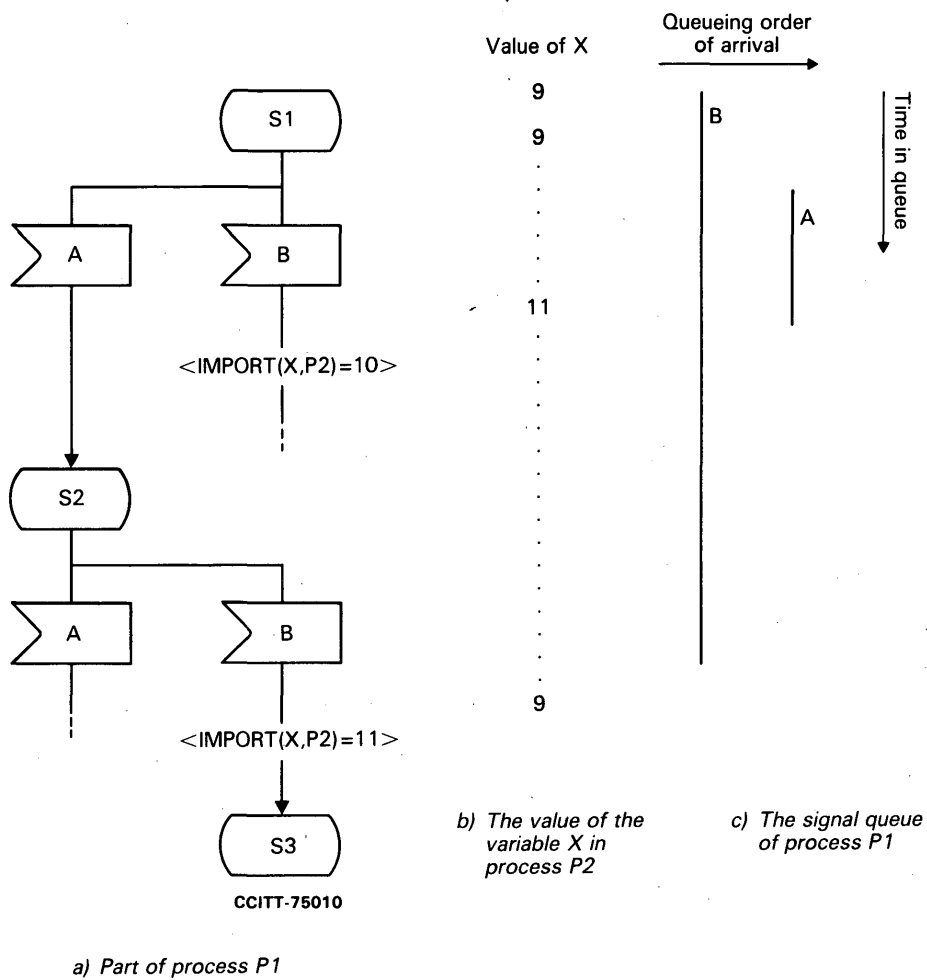 Value of X
Queueing order
of arrival
S1
A
B
<IMPORT(X,P2)=10>
S2
A
B
<IMPORT(X,P2)=11>
S3
CCITT-75010
a) Part of process P1
9
9
11
9
b) The value of the
variable X in
process P2
B
A
Time in queue
c) The signal queue
of process P1